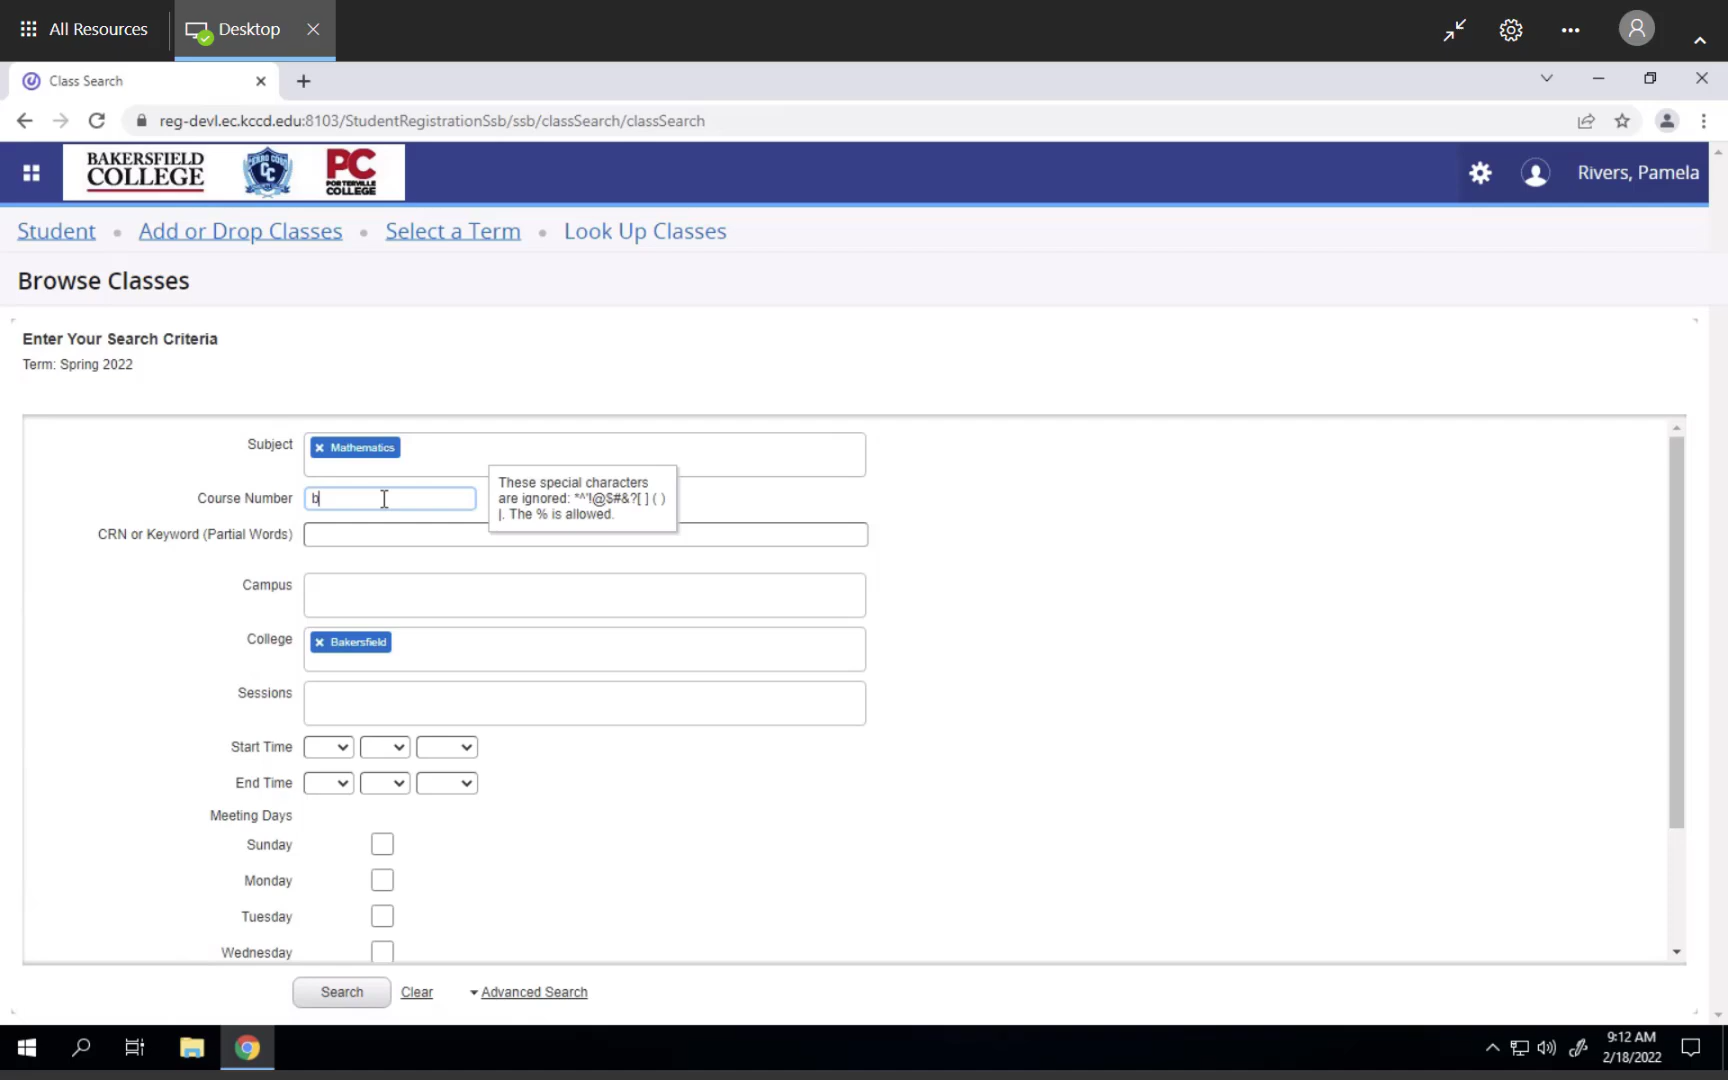 All Resources
Desktop
Class Search
reg-devl.ec.kccd.edu:8103/StudentRegistrationSsb/ssb/classSearch/classSearch
BAKERSFIELD
COLLEGE
CC
PC
PORTERVILLE
COLLEGE
Rivers, Pamela
Student • Add or Drop Classes • Select a Term • Look Up Classes
Browse Classes
Enter Your Search Criteria
Term: Spring 2022
Subject
× Mathematics
Course Number
b
These special characters
are ignored: *^'!@$#&?[ ] ( )
|. The % is allowed.
CRN or Keyword (Partial Words)
Campus
College
× Bakersfield
Sessions
Start Time
End Time
Meeting Days
Sunday
Monday
Tuesday
Wednesday
Search
Clear
Advanced Search
9:12 AM
2/18/2022